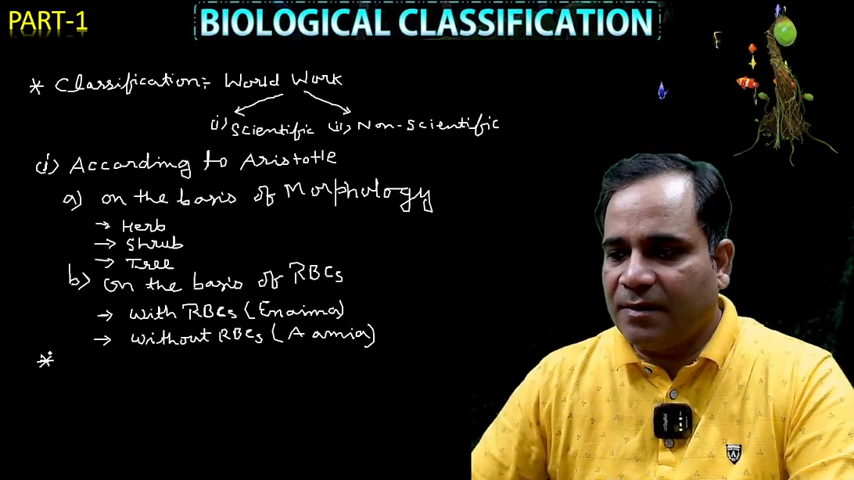 PART-1
BIOLOGICAL CLASSIFICATION
* Classification:- World Work
(i) Scientific (ii) Non-Scientific
(i) According to Aristotle
a) on the basis of Morphology
→ Herb
→ Shrub
→ Tree
b) on the basis of RBCs
→ with RBCs (Enaima)
→ without RBCs (A amia)
*